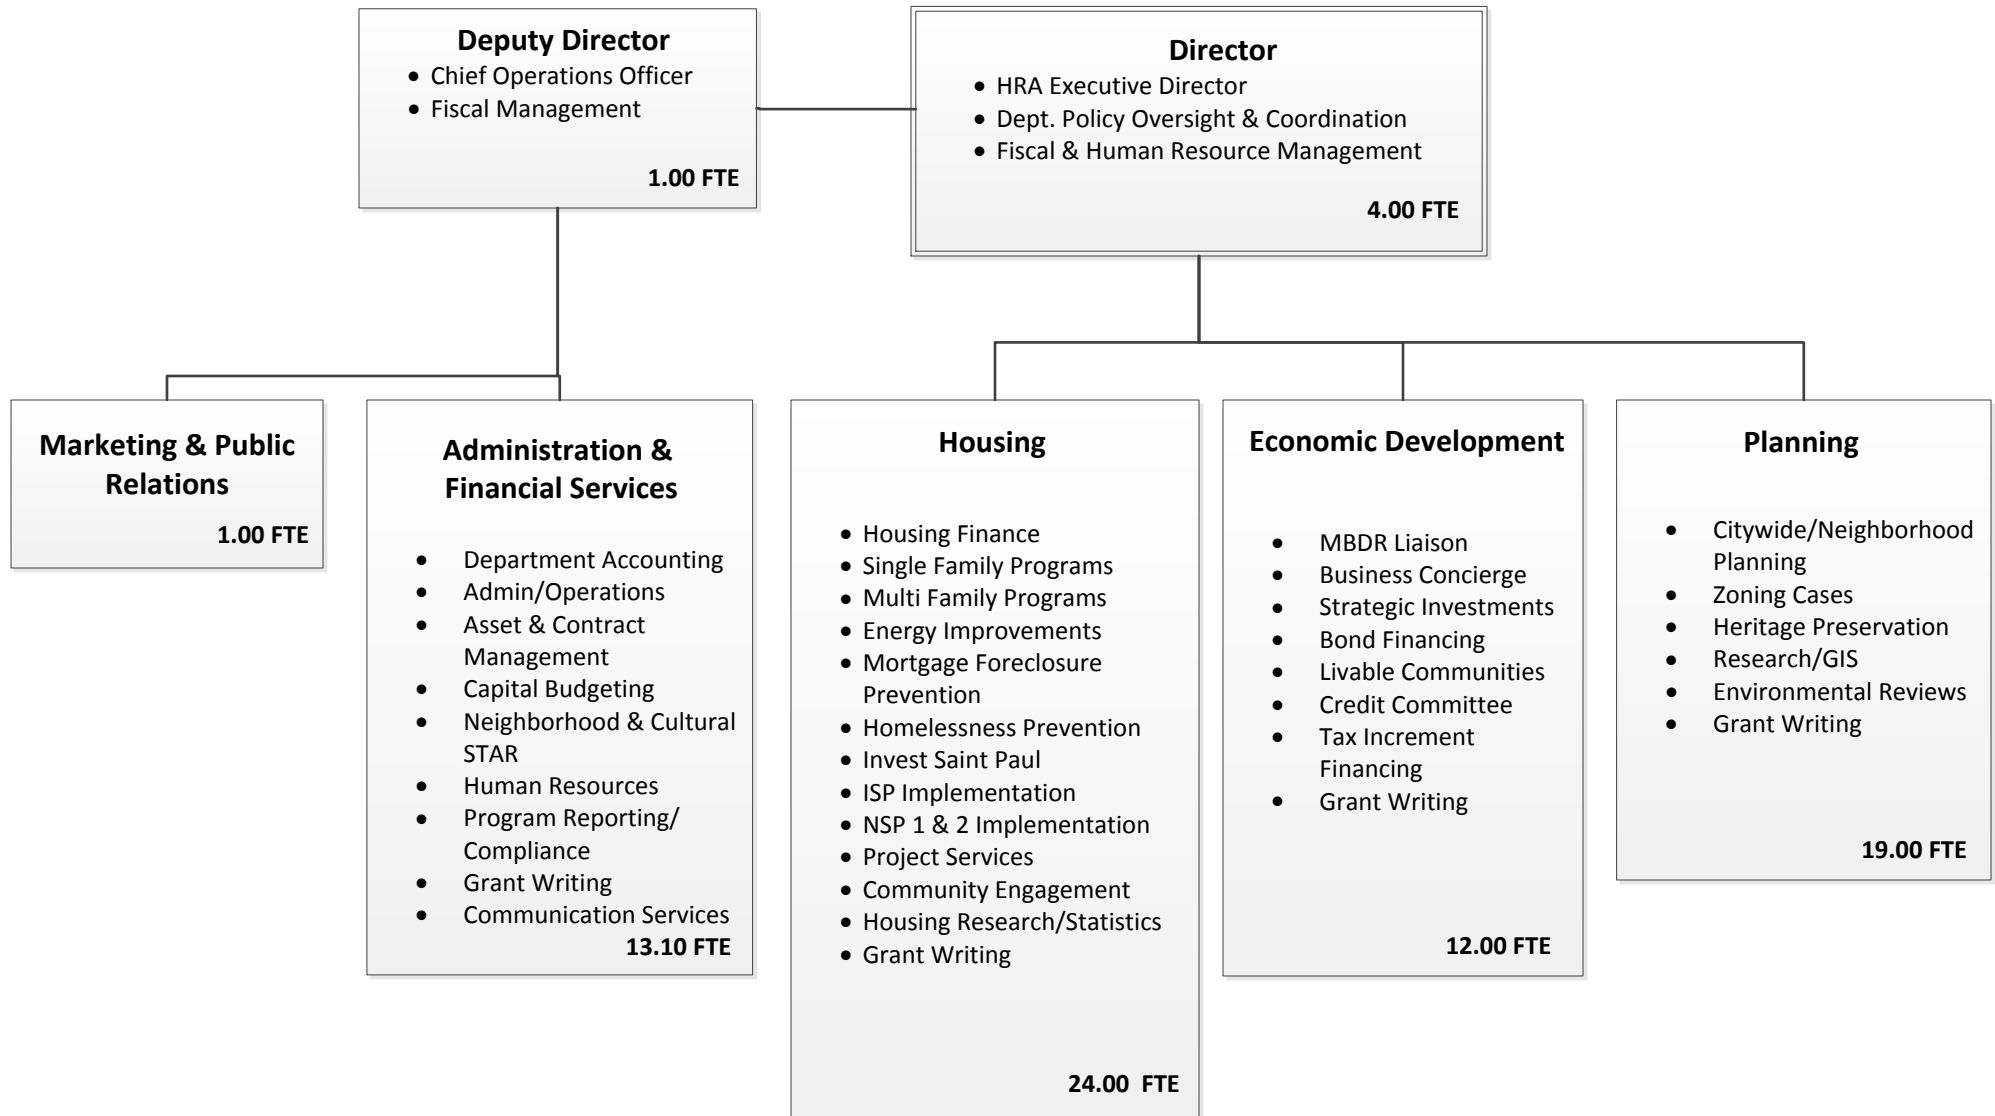 Deputy Director
• Chief Operations Officer
• Fiscal Management
1.00 FTE
Director
• HRA Executive Director
• Dept. Policy Oversight & Coordination
• Fiscal & Human Resource Management
4.00 FTE
Marketing & Public
Relations
1.00 FTE
Administration &
Financial Services
• Department Accounting
• Admin/Operations
• Asset & Contract
Management
• Capital Budgeting
• Neighborhood & Cultural
STAR
• Human Resources
• Program Reporting/
Compliance
• Grant Writing
• Communication Services
13.10 FTE
Housing
• Housing Finance
• Single Family Programs
• Multi Family Programs
• Energy Improvements
• Mortgage Foreclosure
Prevention
• Homelessness Prevention
• Invest Saint Paul
• ISP Implementation
• NSP 1 & 2 Implementation
• Project Services
• Community Engagement
• Housing Research/Statistics
• Grant Writing
24.00 FTE
Economic Development
• MBDR Liaison
• Business Concierge
• Strategic Investments
• Bond Financing
• Livable Communities
• Credit Committee
• Tax Increment
Financing
• Grant Writing
12.00 FTE
Planning
• Citywide/Neighborhood
Planning
• Zoning Cases
• Heritage Preservation
• Research/GIS
• Environmental Reviews
• Grant Writing
19.00 FTE